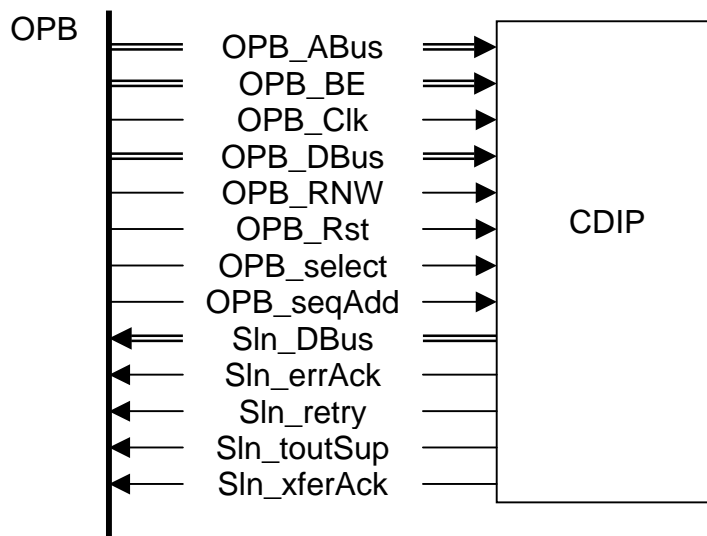 OPB
OPB_ABus
OPB_BE
OPB_Clk
OPB_DBus
OPB_RNW
OPB_Rst
OPB_select
OPB_seqAdd
Sln_DBus
Sln_errAck
Sln_retry
Sln_toutSup
Sln_xferAck
CDIP